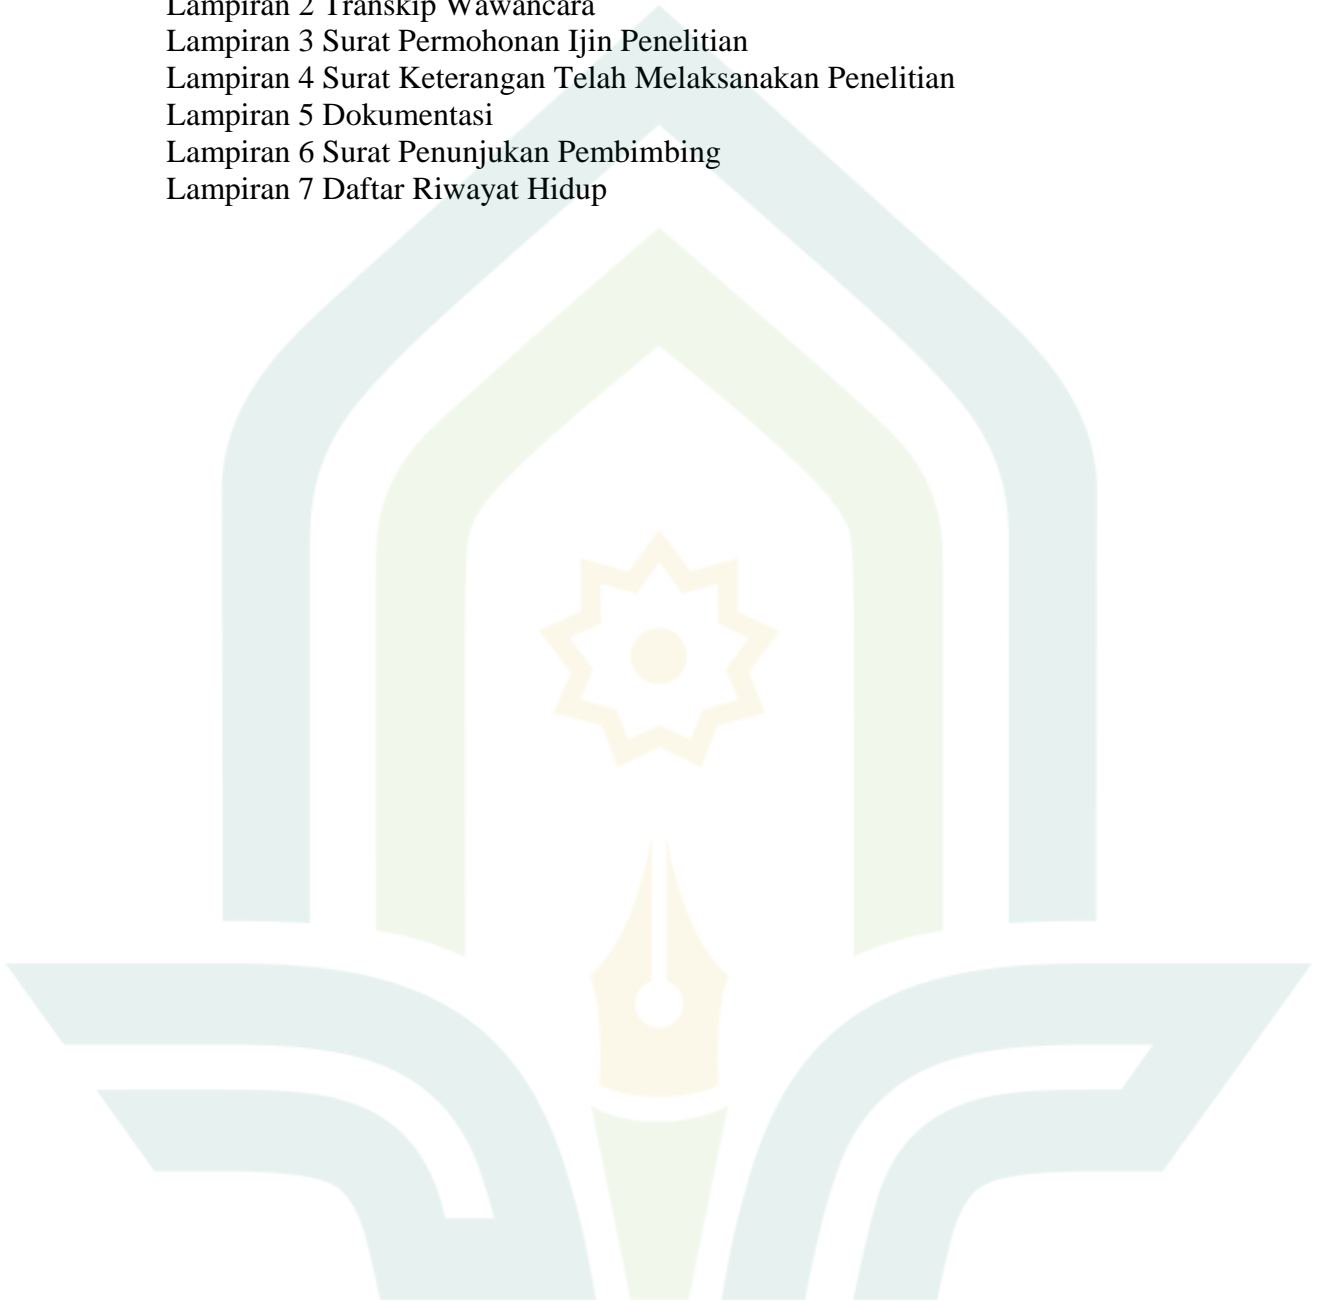 Lampiran 2 Transkip Wawancara
Lampiran 3 Surat Permohonan Ijin Penelitian
Lampiran 4 Surat Keterangan Telah Melaksanakan Penelitian
Lampiran 5 Dokumentasi
Lampiran 6 Surat Penunjukan Pembimbing
Lampiran 7 Daftar Riwayat Hidup